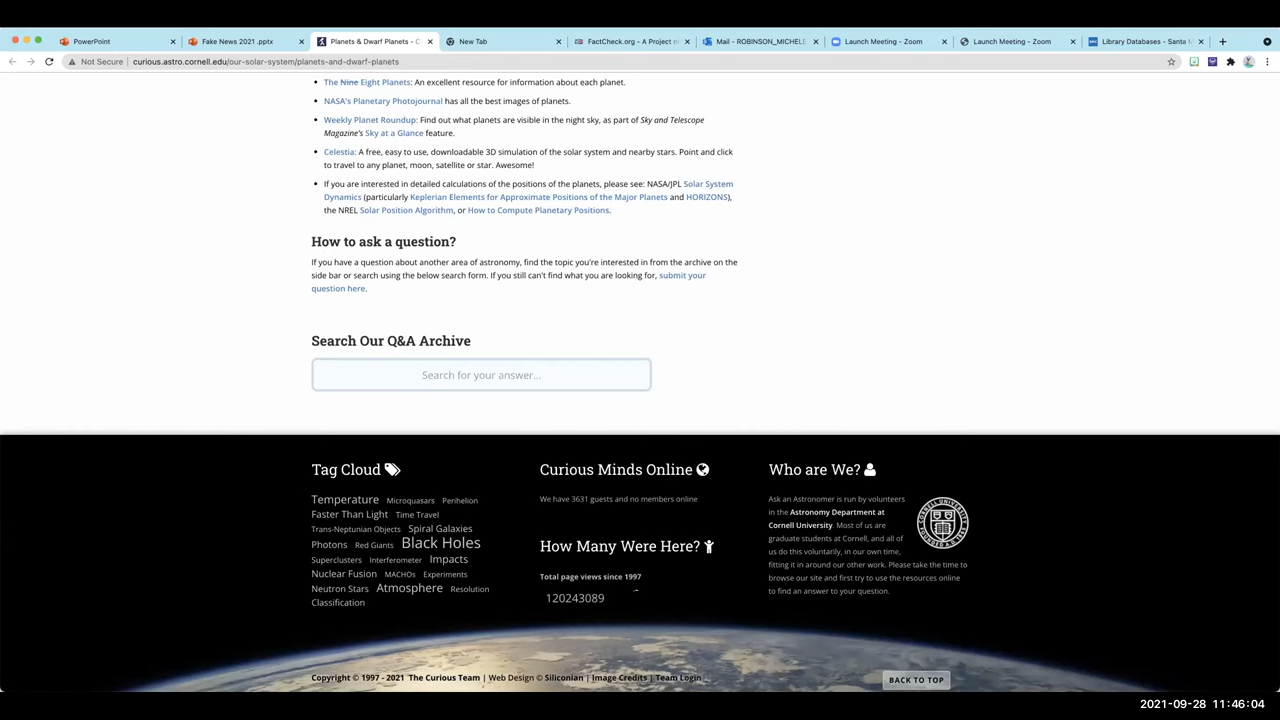 PowerPoint
Fake News 2021 .pptx
Planets & Dwarf Planets - C
New Tab
FactCheck.org - A Project o
Mail - ROBINSON_MICHELE
Launch Meeting - Zoom
Launch Meeting - Zoom
Library Databases - Santa
Not Secure | curious.astro.cornell.edu/our-solar-system/planets-and-dwarf-planets
• The Nine Eight Planets: An excellent resource for information about each planet.
• NASA's Planetary Photojournal has all the best images of planets.
• Weekly Planet Roundup: Find out what planets are visible in the night sky, as part of Sky and Telescope
Magazine's Sky at a Glance feature.
• Celestia: A free, easy to use, downloadable 3D simulation of the solar system and nearby stars. Point and click
to travel to any planet, moon, satellite or star. Awesome!
• If you are interested in detailed calculations of the positions of the planets, please see: NASA/JPL Solar System
Dynamics (particularly Keplerian Elements for Approximate Positions of the Major Planets and HORIZONS),
the NREL Solar Position Algorithm, or How to Compute Planetary Positions.
How to ask a question?
If you have a question about another area of astronomy, find the topic you're interested in from the archive on the
side bar or search using the below search form. If you still can't find what you are looking for, submit your
question here.
Search Our Q&A Archive
Search for your answer...
Tag Cloud
Temperature Microquasars Perihelion
Faster Than Light Time Travel
Trans-Neptunian Objects Spiral Galaxies
Photons Red Giants Black Holes
Superclusters Interferometer Impacts
Nuclear Fusion MACHOs Experiments
Neutron Stars Atmosphere Resolution
Classification
Curious Minds Online
We have 3631 guests and no members online
How Many Were Here?
Total page views since 1997
120243089
Who are We?
Ask an Astronomer is run by volunteers
in the Astronomy Department at
Cornell University. Most of us are
graduate students at Cornell, and all of
us do this voluntarily, in our own time,
fitting it in around our other work. Please take the time to
browse our site and first try to use the resources online
to find an answer to your question.
Copyright © 1997 - 2021 The Curious Team | Web Design © Siliconian | Image Credits | Team Login
BACK TO TOP
2021-09-28 11:46:04